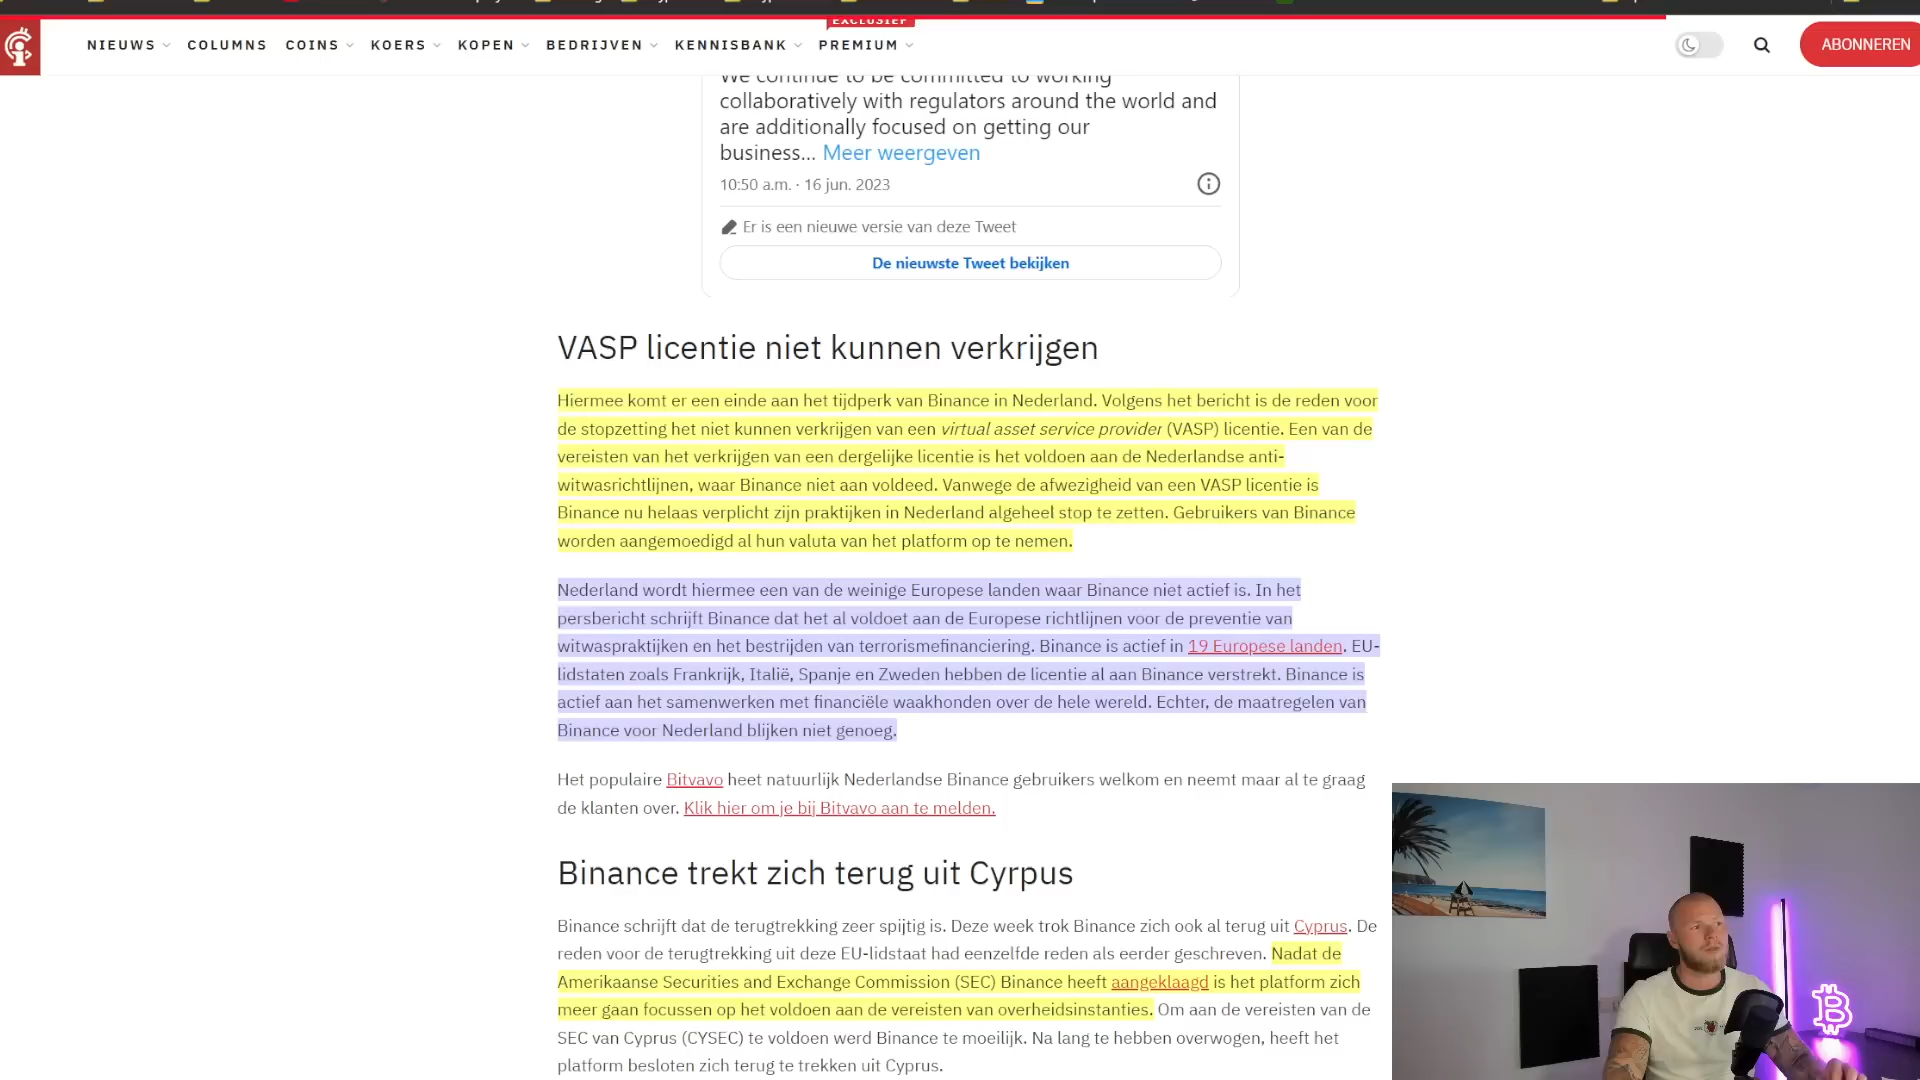 EXCLUSIEF
NIEUWS COLUMNS COINS KOERS KOPEN BEDRIJVEN KENNISBANK PREMIUM
ABONNEREN
We continue to be committed to working
collaboratively with regulators around the world and
are additionally focused on getting our
business... Meer weergeven
10:50 a.m. · 16 jun. 2023
Er is een nieuwe versie van deze Tweet
De nieuwste Tweet bekijken
VASP licentie niet kunnen verkrijgen
Hiermee komt er een einde aan het tijdperk van Binance in Nederland. Volgens het bericht is de reden voor
de stopzetting het niet kunnen verkrijgen van een virtual asset service provider (VASP) licentie. Een van de
vereisten van het verkrijgen van een dergelijke licentie is het voldoen aan de Nederlandse anti-
witwasrichtlijnen, waar Binance niet aan voldeed. Vanwege de afwezigheid van een VASP licentie is
Binance nu helaas verplicht zijn praktijken in Nederland algeheel stop te zetten. Gebruikers van Binance
worden aangemoedigd al hun valuta van het platform op te nemen.
Nederland wordt hiermee een van de weinige Europese landen waar Binance niet actief is. In het
persbericht schrijft Binance dat het al voldoet aan de Europese richtlijnen voor de preventie van
witwaspraktijken en het bestrijden van terrorismefinanciering. Binance is actief in 19 Europese landen. EU-
lidstaten zoals Frankrijk, Italië, Spanje en Zweden hebben de licentie al aan Binance verstrekt. Binance is
actief aan het samenwerken met financiële waakhonden over de hele wereld. Echter, de maatregelen van
Binance voor Nederland blijken niet genoeg.
Het populaire Bitvavo heet natuurlijk Nederlandse Binance gebruikers welkom en neemt maar al te graag
de klanten over. Klik hier om je bij Bitvavo aan te melden.
Binance trekt zich terug uit Cyrpus
Binance schrijft dat de terugtrekking zeer spijtig is. Deze week trok Binance zich ook al terug uit Cyprus. De
reden voor de terugtrekking uit deze EU-lidstaat had eenzelfde reden als eerder geschreven. Nadat de
Amerikaanse Securities and Exchange Commission (SEC) Binance heeft aangeklaagd is het platform zich
meer gaan focussen op het voldoen aan de vereisten van overheidsinstanties. Om aan de vereisten van de
SEC van Cyprus (CYSEC) te voldoen werd Binance te moeilijk. Na lang te hebben overwogen, heeft het
platform besloten zich terug te trekken uit Cyprus.